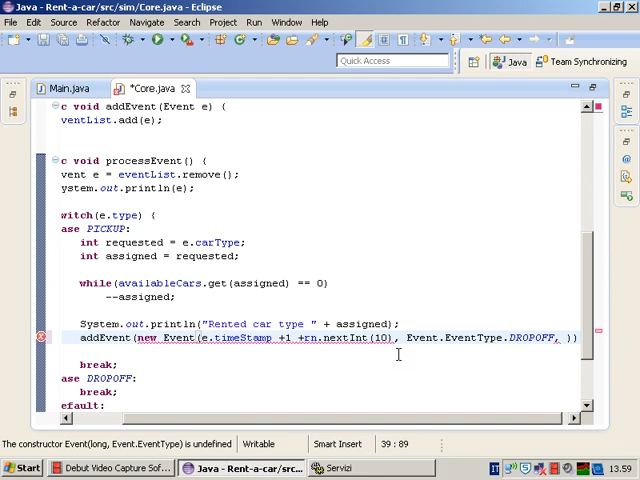 Java - Rent-a-car/src/sim/Core.java - Eclipse
File Edit Source Refactor Navigate Search Project Run Window Help
Quick Access
Java
Team Synchronizing
Main.java
*Core.java
c void addEvent(Event e) {
ventList.add(e);
c void processEvent() {
vent e = eventList.remove();
ystem.out.println(e);
witch(e.type) {
ase PICKUP:
int requested = e.carType;
int assigned = requested;
while(availableCars.get(assigned) == 0)
--assigned;
System.out.println("Rented car type " + assigned);
addEvent(new Event(e.timeStamp +1 +rn.nextInt(10), Event.EventType.DROPOFF, ))
break;
ase DROPOFF:
break;
efault:
The constructor Event(long, Event.EventType) is undefined
Writable
Smart Insert
39 : 89
Start
Debut Video Capture Sof...
Java - Rent-a-car/src...
Servizi
IT
13.59